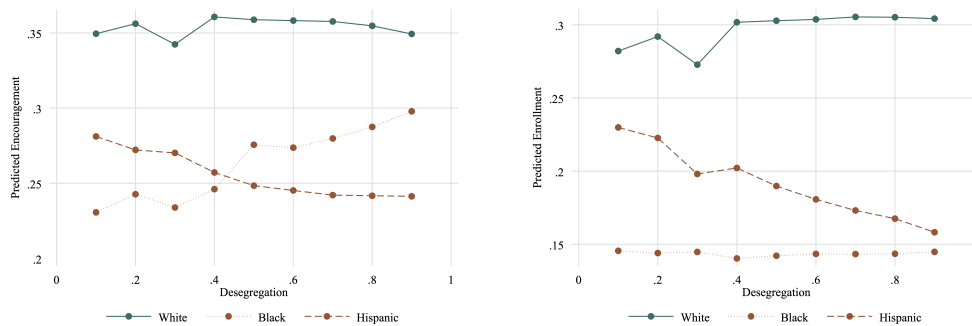 .35
.3
.25
.2
Predicted Encouragement
0
.2
.4
.6
.8
1
Desegregation
White
Black
Hispanic
.3
.25
.2
.15
Predicted Enrollment
0
.2
.4
.6
.8
Desegregation
White
Black
Hispanic